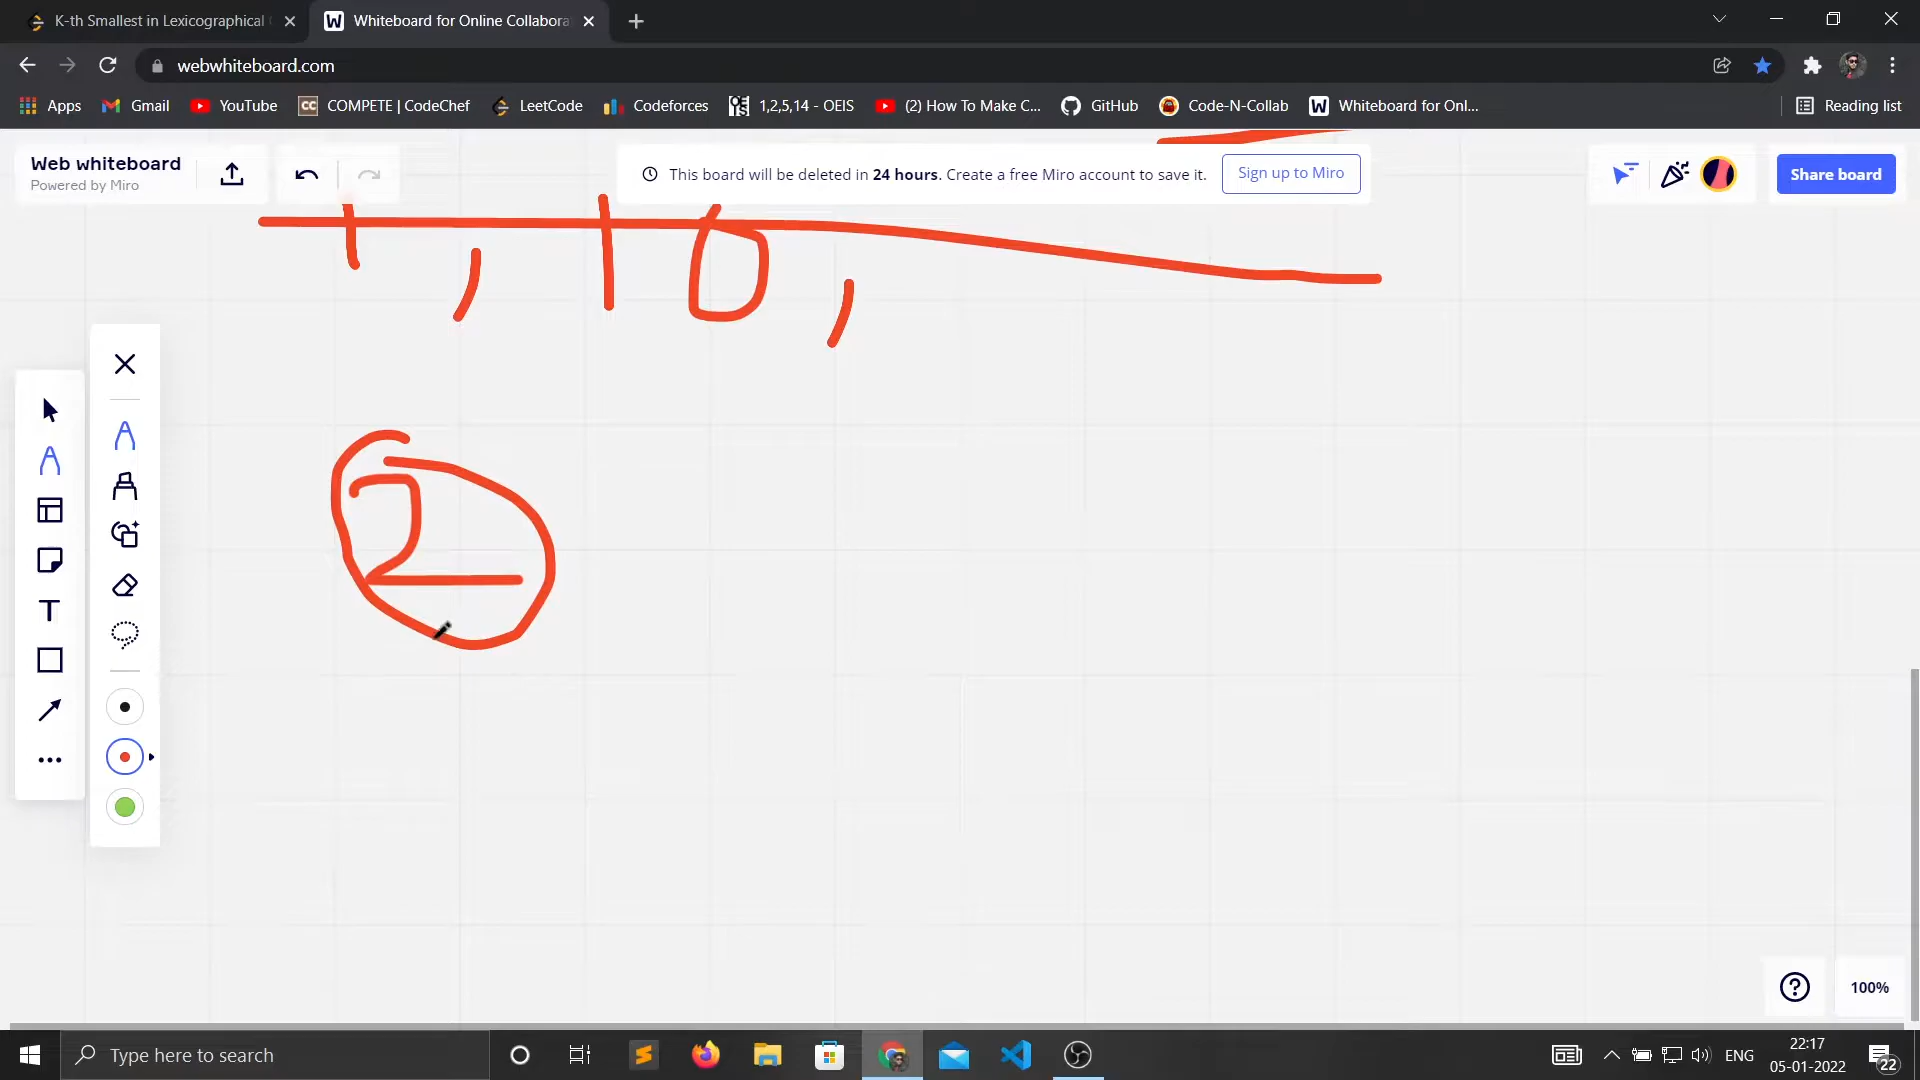 K-th Smallest in Lexicographical
Whiteboard for Online Collabora
webwhiteboard.com
Apps Gmail YouTube COMPETE | CodeChef LeetCode Codeforces 1,2,5,14 - OEIS (2) How To Make C... GitHub Code-N-Collab Whiteboard for Onl... Reading list
Web whiteboard
Powered by Miro
This board will be deleted in 24 hours. Create a free Miro account to save it. Sign up to Miro
Share board
1, 10,
2
T
100%
Type here to search
ENG
22:17
05-01-2022
22